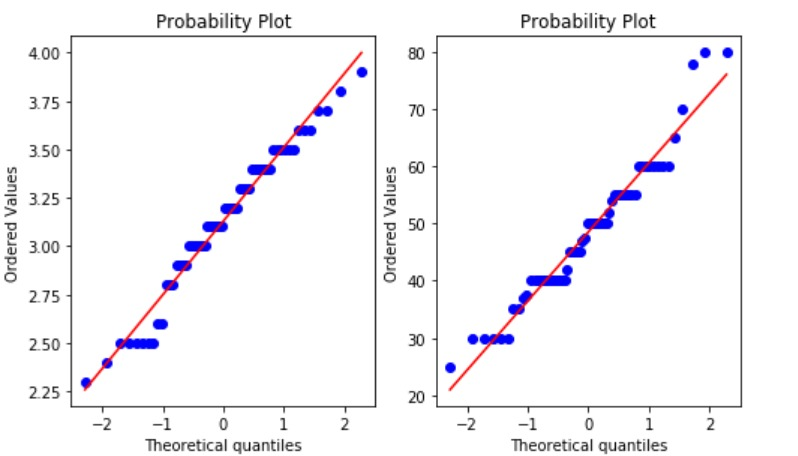 Probability Plot
Ordered Values
4.00
3.75
3.50
3.25
3.00
2.75
2.50
2.25
−2 −1 0 1 2
Theoretical quantiles
Probability Plot
Ordered Values
80
70
60
50
40
30
20
−2 −1 0 1 2
Theoretical quantiles